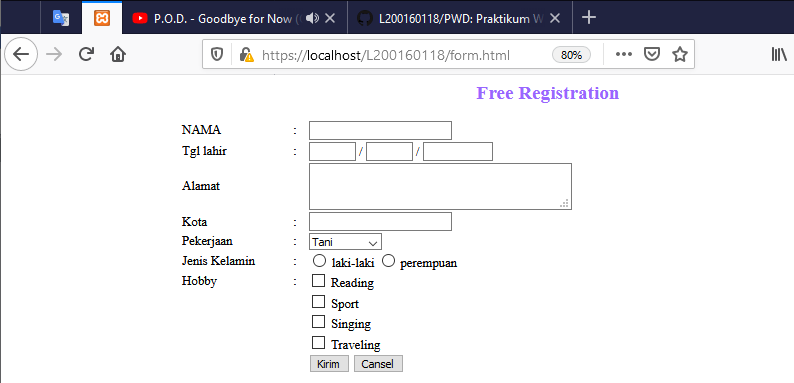 P.O.D. - Goodbye for Now (
L200160118/PWD: Praktikum W
https://localhost/L200160118/form.html
80%
Free Registration
NAMA :
Tgl lahir : / /
Alamat
Kota :
Pekerjaan : Tani
Jenis Kelamin : laki-laki perempuan
Hobby : Reading
Sport
Singing
Traveling
Kirim Cansel